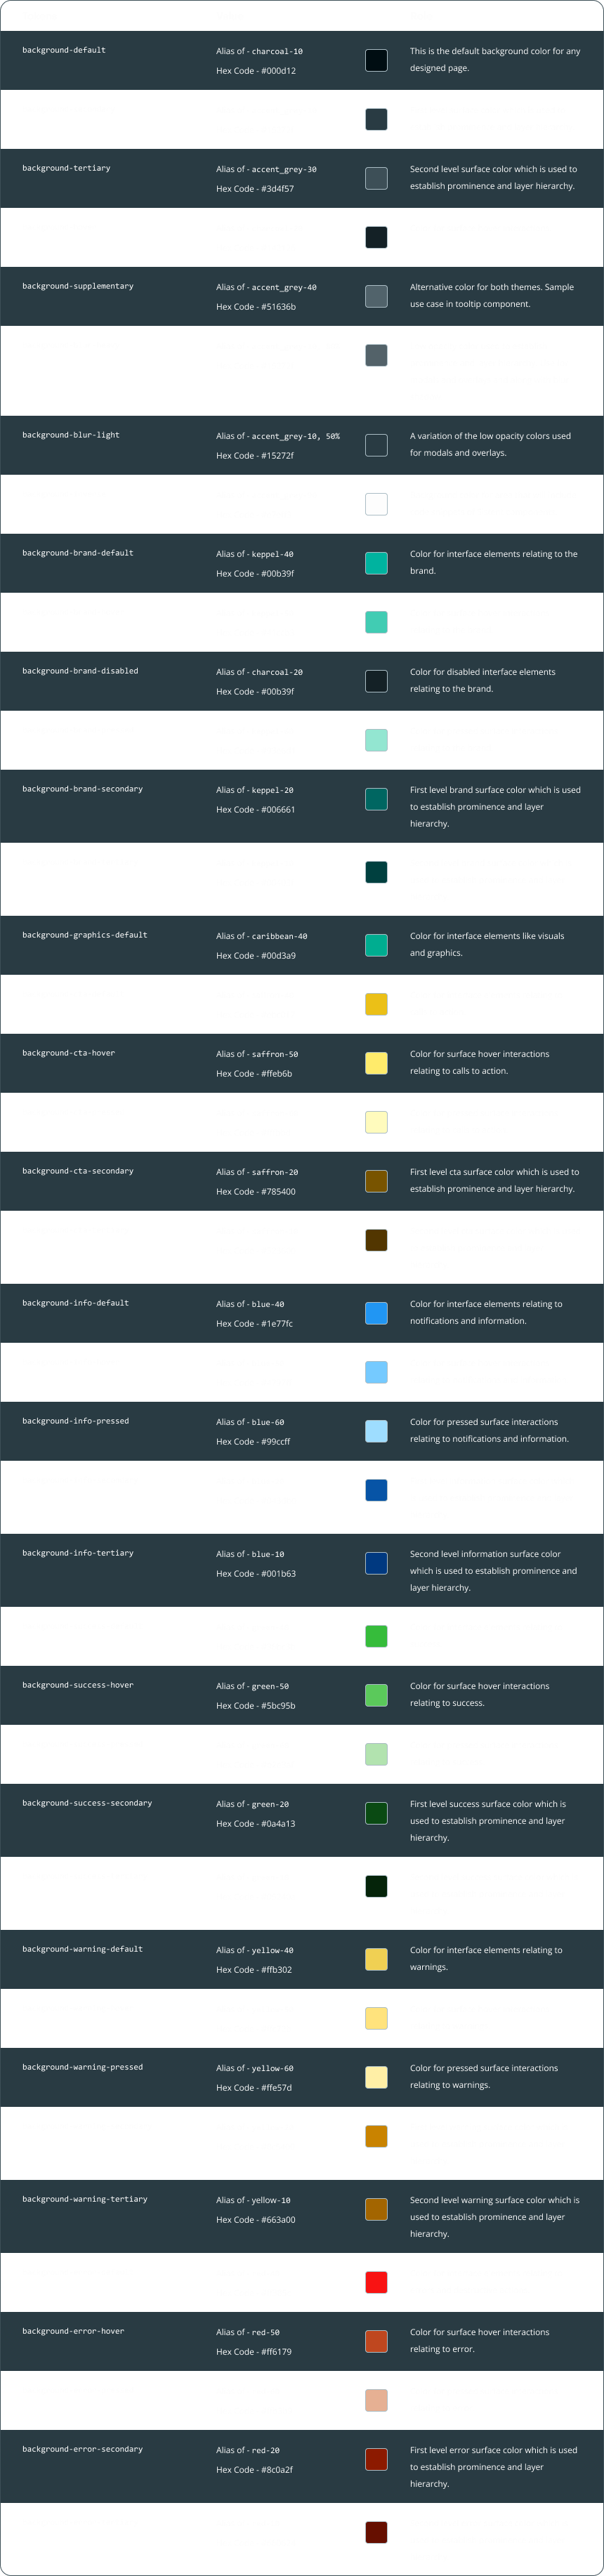 background-default
Alias of - charcoal-10
Hex Code - #000d12
This is the default background color for any
designed page.
background-tertiary
Alias of - accent_grey-30
Hex Code - #3d4f57
Second level surface color which is used to
establish prominence and layer hierarchy.
background-supplementary
Alias of - accent_grey-40
Hex Code - #51636b
Alternative color for both themes. Sample
use case in tooltip component.
background-blur-light
Alias of - accent_grey-10, 50%
Hex Code - #15272f
A variation of the low opacity colors used
for modals and overlays.
background-brand-default
Alias of - keppel-40
Hex Code - #00b39f
Color for interface elements relating to the
brand.
background-brand-disabled
Alias of - charcoal-20
Hex Code - #00b39f
Color for disabled interface elements
relating to the brand.
background-brand-secondary
Alias of - keppel-20
Hex Code - #006661
First level brand surface color which is used
to establish prominence and layer
hierarchy.
background-graphics-default
Alias of - caribbean-40
Hex Code - #00d3a9
Color for interface elements like visuals
and graphics.
background-cta-hover
Alias of - saffron-50
Hex Code - #ffeb6b
Color for surface hover interactions
relating to calls to action.
background-cta-secondary
Alias of - saffron-20
Hex Code - #785400
First level cta surface color which is used to
establish prominence and layer hierarchy.
background-info-default
Alias of - blue-40
Hex Code - #1e77fc
Color for interface elements relating to
notifications and information.
background-info-pressed
Alias of - blue-60
Hex Code - #99ccff
Color for pressed surface interactions
relating to notifications and information.
background-info-tertiary
Alias of - blue-10
Hex Code - #001b63
Second level information surface color
which is used to establish prominence and
layer hierarchy.
background-success-hover
Alias of - green-50
Hex Code - #5bc95b
Color for surface hover interactions
relating to success.
background-success-secondary
Alias of - green-20
Hex Code - #0a4a13
First level success surface color which is
used to establish prominence and layer
hierarchy.
background-warning-default
Alias of - yellow-40
Hex Code - #ffb302
Color for interface elements relating to
warnings.
background-warning-pressed
Alias of - yellow-60
Hex Code - #ffe57d
Color for pressed surface interactions
relating to warnings.
background-warning-tertiary
Alias of - yellow-10
Hex Code - #663a00
Second level warning surface color which is
used to establish prominence and layer
hierarchy.
background-error-hover
Alias of - red-50
Hex Code - #ff6179
Color for surface hover interactions
relating to error.
background-error-secondary
Alias of - red-20
Hex Code - #8c0a2f
First level error surface color which is used
to establish prominence and layer
hierarchy.